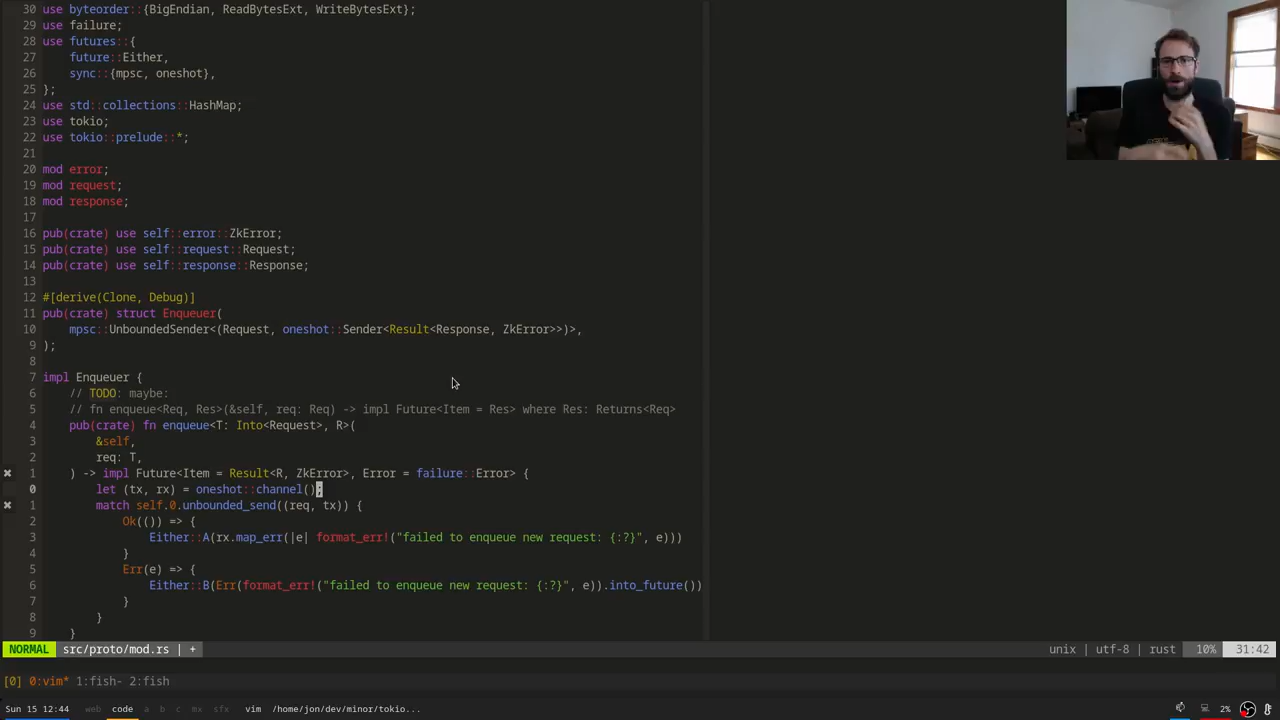 30 use byteorder::{BigEndian, ReadBytesExt, WriteBytesExt};
29 use failure;
28 use futures::{
27     future::Either,
26     sync::{mpsc, oneshot},
25 };
24 use std::collections::HashMap;
23 use tokio;
22 use tokio::prelude::*;
21
20 mod error;
19 mod request;
18 mod response;
17
16 pub(crate) use self::error::ZkError;
15 pub(crate) use self::request::Request;
14 pub(crate) use self::response::Response;
13
12 #[derive(Clone, Debug)]
11 pub(crate) struct Enqueuer(
10     mpsc::UnboundedSender<(Request, oneshot::Sender<Result<Response, ZkError>>)>,
9 );
8
7 impl Enqueuer {
6     // TODO: maybe:
5     // fn enqueue<Req, Res>(&self, req: Req) -> impl Future<Item = Res> where Res: Returns<Req>
4     pub(crate) fn enqueue<T: Into<Request>, R>(
3         &self,
2         req: T,
✖ 1     ) -> impl Future<Item = Result<R, ZkError>, Error = failure::Error> {
0         let (tx, rx) = oneshot::channel();
✖ 1         match self.0.unbounded_send((req, tx)) {
2             Ok(()) => {
3                 Either::A(rx.map_err(|e| format_err!("failed to enqueue new request: {:?}", e)))
4             }
5             Err(e) => {
6                 Either::B(Err(format_err!("failed to enqueue new request: {:?}", e)).into_future())
7             }
8         }
9     }
NORMAL src/proto/mod.rs | + unix | utf-8 | rust 10% 31:42
[0] 0:vim* 1:fish- 2:fish
Sun 15 12:44 web code a b c mx sfx vim /home/jon/dev/minor/tokio... 2%